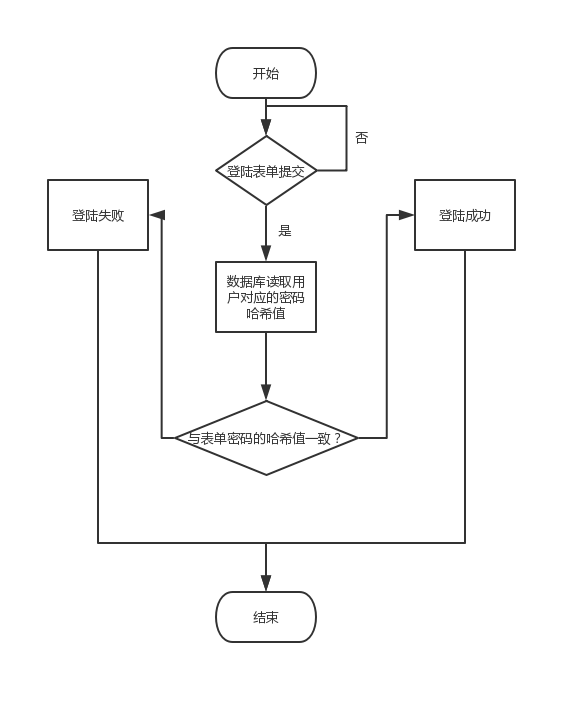 开始
否
登陆表单提交
登陆失败
登陆成功
是
数据库读取用
户对应的密码
哈希值
与表单密码的哈希值一致？
结束